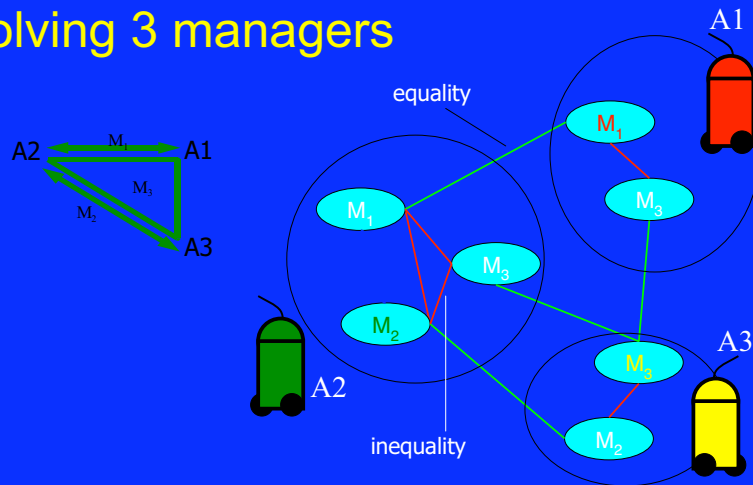 olving 3 managers
A1
equality
M₁
A2
M₁
A1
M₃
M₂
M₃
A3
M₁
M₃
M₂
A3
M₃
A2
M₂
inequality